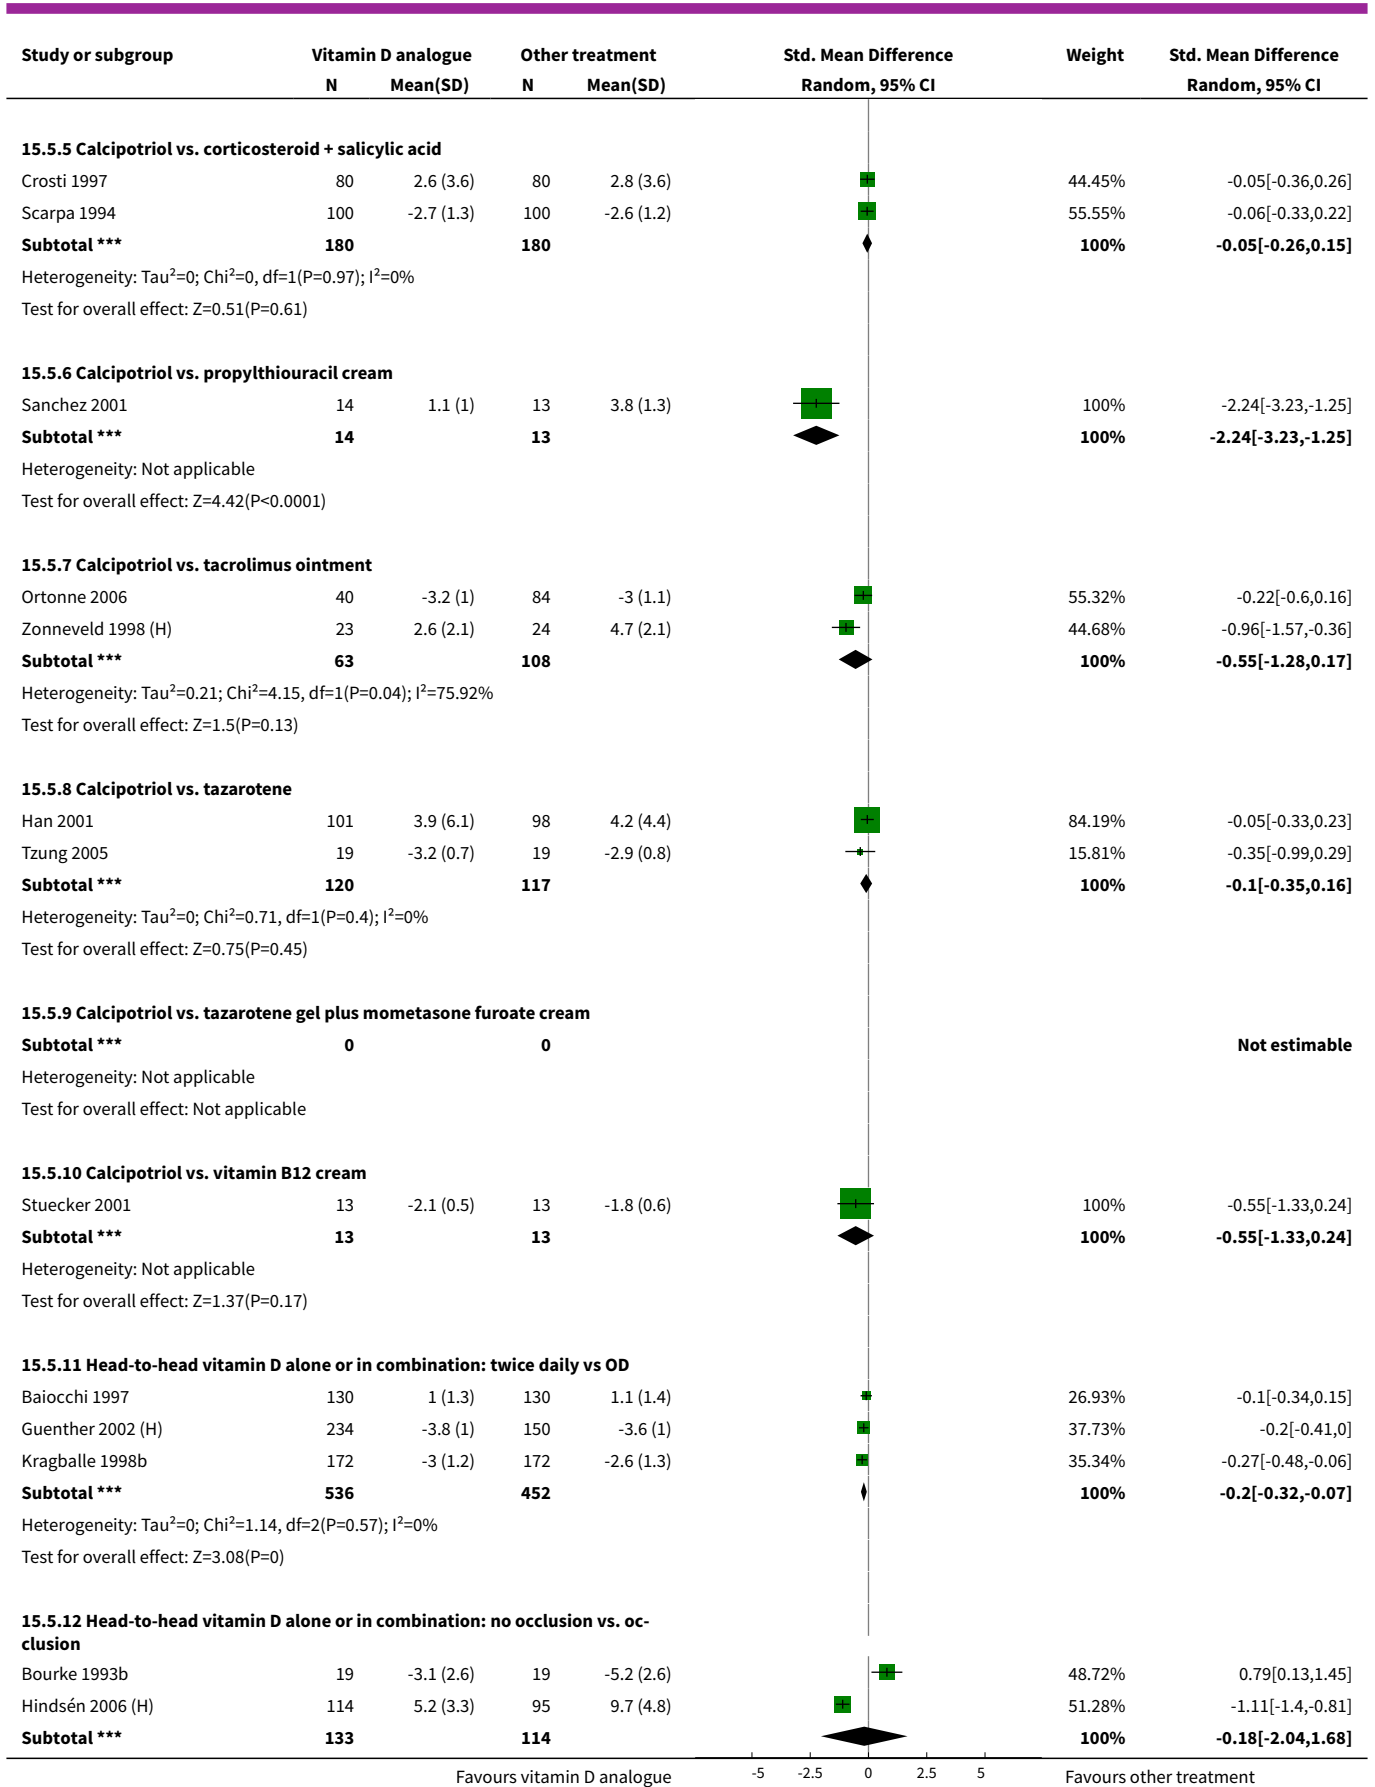 Study or subgroup Vitamin D analogue Other treatment Std. Mean Difference Weight Std. Mean Difference
N Mean(SD) N Mean(SD) Random, 95% CI Random, 95% CI
15.5.5 Calcipotriol vs. corticosteroid + salicylic acid
Crosti 1997 80 2.6 (3.6) 80 2.8 (3.6) 44.45% -0.05[-0.36,0.26]
Scarpa 1994 100 -2.7 (1.3) 100 -2.6 (1.2) 55.55% -0.06[-0.33,0.22]
Subtotal *** 180 180 100% -0.05[-0.26,0.15]
Heterogeneity: Tau²=0; Chi²=0, df=1(P=0.97); I²=0%
Test for overall effect: Z=0.51(P=0.61)
15.5.6 Calcipotriol vs. propylthiouracil cream
Sanchez 2001 14 1.1 (1) 13 3.8 (1.3) 100% -2.24[-3.23,-1.25]
Subtotal *** 14 13 100% -2.24[-3.23,-1.25]
Heterogeneity: Not applicable
Test for overall effect: Z=4.42(P<0.0001)
15.5.7 Calcipotriol vs. tacrolimus ointment
Ortonne 2006 40 -3.2 (1) 84 -3 (1.1) 55.32% -0.22[-0.6,0.16]
Zonneveld 1998 (H) 23 2.6 (2.1) 24 4.7 (2.1) 44.68% -0.96[-1.57,-0.36]
Subtotal *** 63 108 100% -0.55[-1.28,0.17]
Heterogeneity: Tau²=0.21; Chi²=4.15, df=1(P=0.04); I²=75.92%
Test for overall effect: Z=1.5(P=0.13)
15.5.8 Calcipotriol vs. tazarotene
Han 2001 101 3.9 (6.1) 98 4.2 (4.4) 84.19% -0.05[-0.33,0.23]
Tzung 2005 19 -3.2 (0.7) 19 -2.9 (0.8) 15.81% -0.35[-0.99,0.29]
Subtotal *** 120 117 100% -0.1[-0.35,0.16]
Heterogeneity: Tau²=0; Chi²=0.71, df=1(P=0.4); I²=0%
Test for overall effect: Z=0.75(P=0.45)
15.5.9 Calcipotriol vs. tazarotene gel plus mometasone furoate cream
Subtotal *** 0 0 Not estimable
Heterogeneity: Not applicable
Test for overall effect: Not applicable
15.5.10 Calcipotriol vs. vitamin B12 cream
Stuecker 2001 13 -2.1 (0.5) 13 -1.8 (0.6) 100% -0.55[-1.33,0.24]
Subtotal *** 13 13 100% -0.55[-1.33,0.24]
Heterogeneity: Not applicable
Test for overall effect: Z=1.37(P=0.17)
15.5.11 Head-to-head vitamin D alone or in combination: twice daily vs OD
Baiocchi 1997 130 1 (1.3) 130 1.1 (1.4) 26.93% -0.1[-0.34,0.15]
Guenther 2002 (H) 234 -3.8 (1) 150 -3.6 (1) 37.73% -0.2[-0.41,0]
Kragballe 1998b 172 -3 (1.2) 172 -2.6 (1.3) 35.34% -0.27[-0.48,-0.06]
Subtotal *** 536 452 100% -0.2[-0.32,-0.07]
Heterogeneity: Tau²=0; Chi²=1.14, df=2(P=0.57); I²=0%
Test for overall effect: Z=3.08(P=0)
15.5.12 Head-to-head vitamin D alone or in combination: no occlusion vs. oc-
clusion
Bourke 1993b 19 -3.1 (2.6) 19 -5.2 (2.6) 48.72% 0.79[0.13,1.45]
Hindsén 2006 (H) 114 5.2 (3.3) 95 9.7 (4.8) 51.28% -1.11[-1.4,-0.81]
Subtotal *** 133 114 100% -0.18[-2.04,1.68]
Favours vitamin D analogue -5 -2.5 0 2.5 5 Favours other treatment